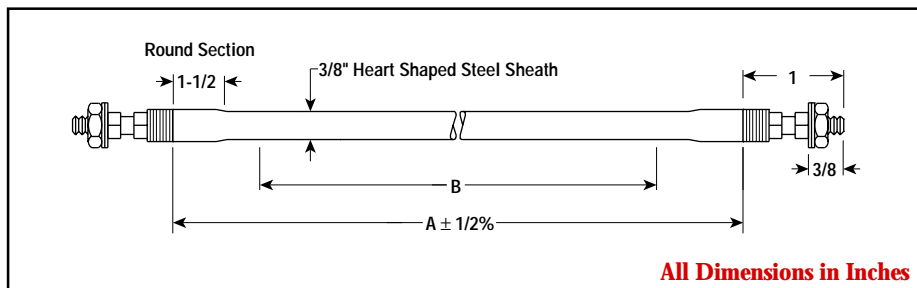 Round Section
1-1/2
3/8" Heart Shaped Steel Sheath
1
3/8
B
A ± 1/2%
All Dimensions in Inches